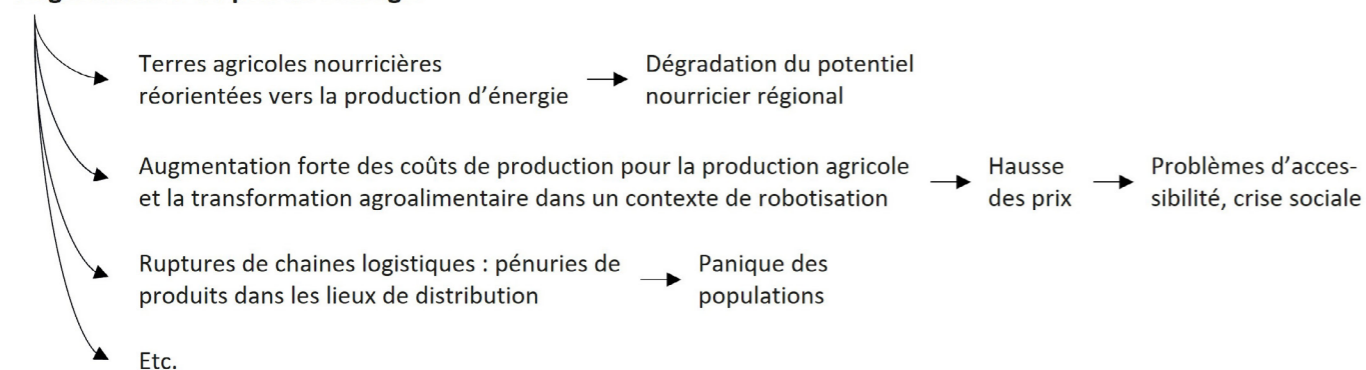 Terres agricoles nourricières
réorientées vers la production d’énergie
Dégradation du potentiel
nourricier régional
Augmentation forte des coûts de production pour la production agricole
et la transformation agroalimentaire dans un contexte de robotisation
Hausse
des prix
Problèmes d’acces-
sibilité, crise sociale
Ruptures de chaines logistiques : pénuries de
produits dans les lieux de distribution
Panique des
populations
Etc.